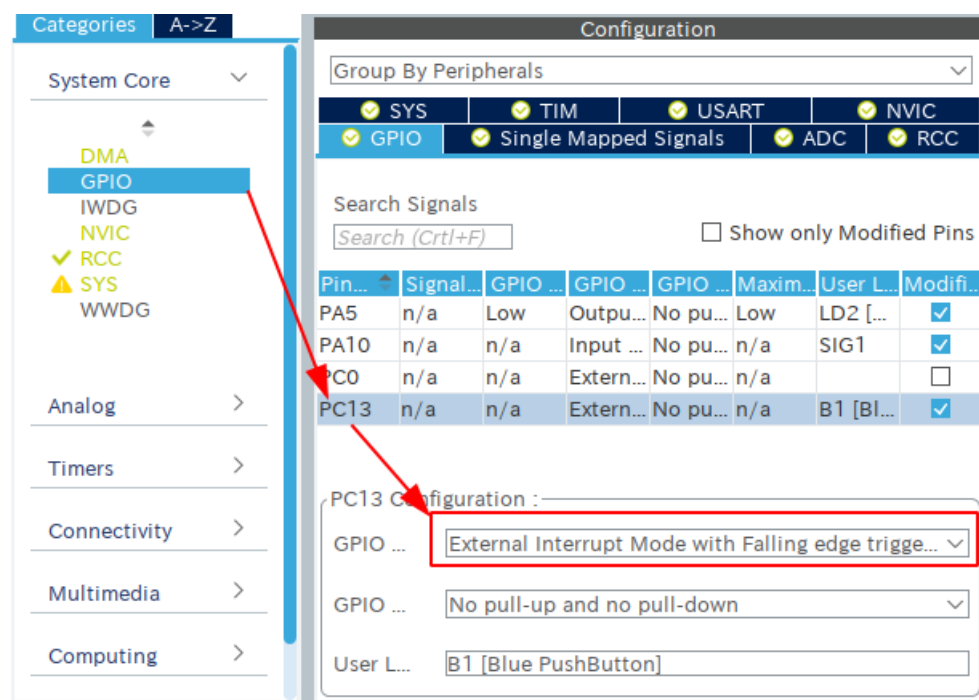 Categories A->Z
System Core
DMA
GPIO
IWDG
NVIC
RCC
SYS
WWDG
Analog
Timers
Connectivity
Multimedia
Computing
Configuration
Group By Peripherals
SYS TIM USART NVIC
GPIO Single Mapped Signals ADC RCC
Search Signals
Search (Crtl+F) Show only Modified Pins
Pin... Signal... GPIO ... GPIO ... GPIO ... Maxim... User L... Modifi...
PA5 n/a Low Outpu... No pu... Low LD2 [...
PA10 n/a n/a Input ... No pu... n/a SIG1
PC0 n/a n/a Extern... No pu... n/a
PC13 n/a n/a Extern... No pu... n/a B1 [Bl...
PC13 Configuration :
GPIO ... External Interrupt Mode with Falling edge trigge...
GPIO ... No pull-up and no pull-down
User L... B1 [Blue PushButton]